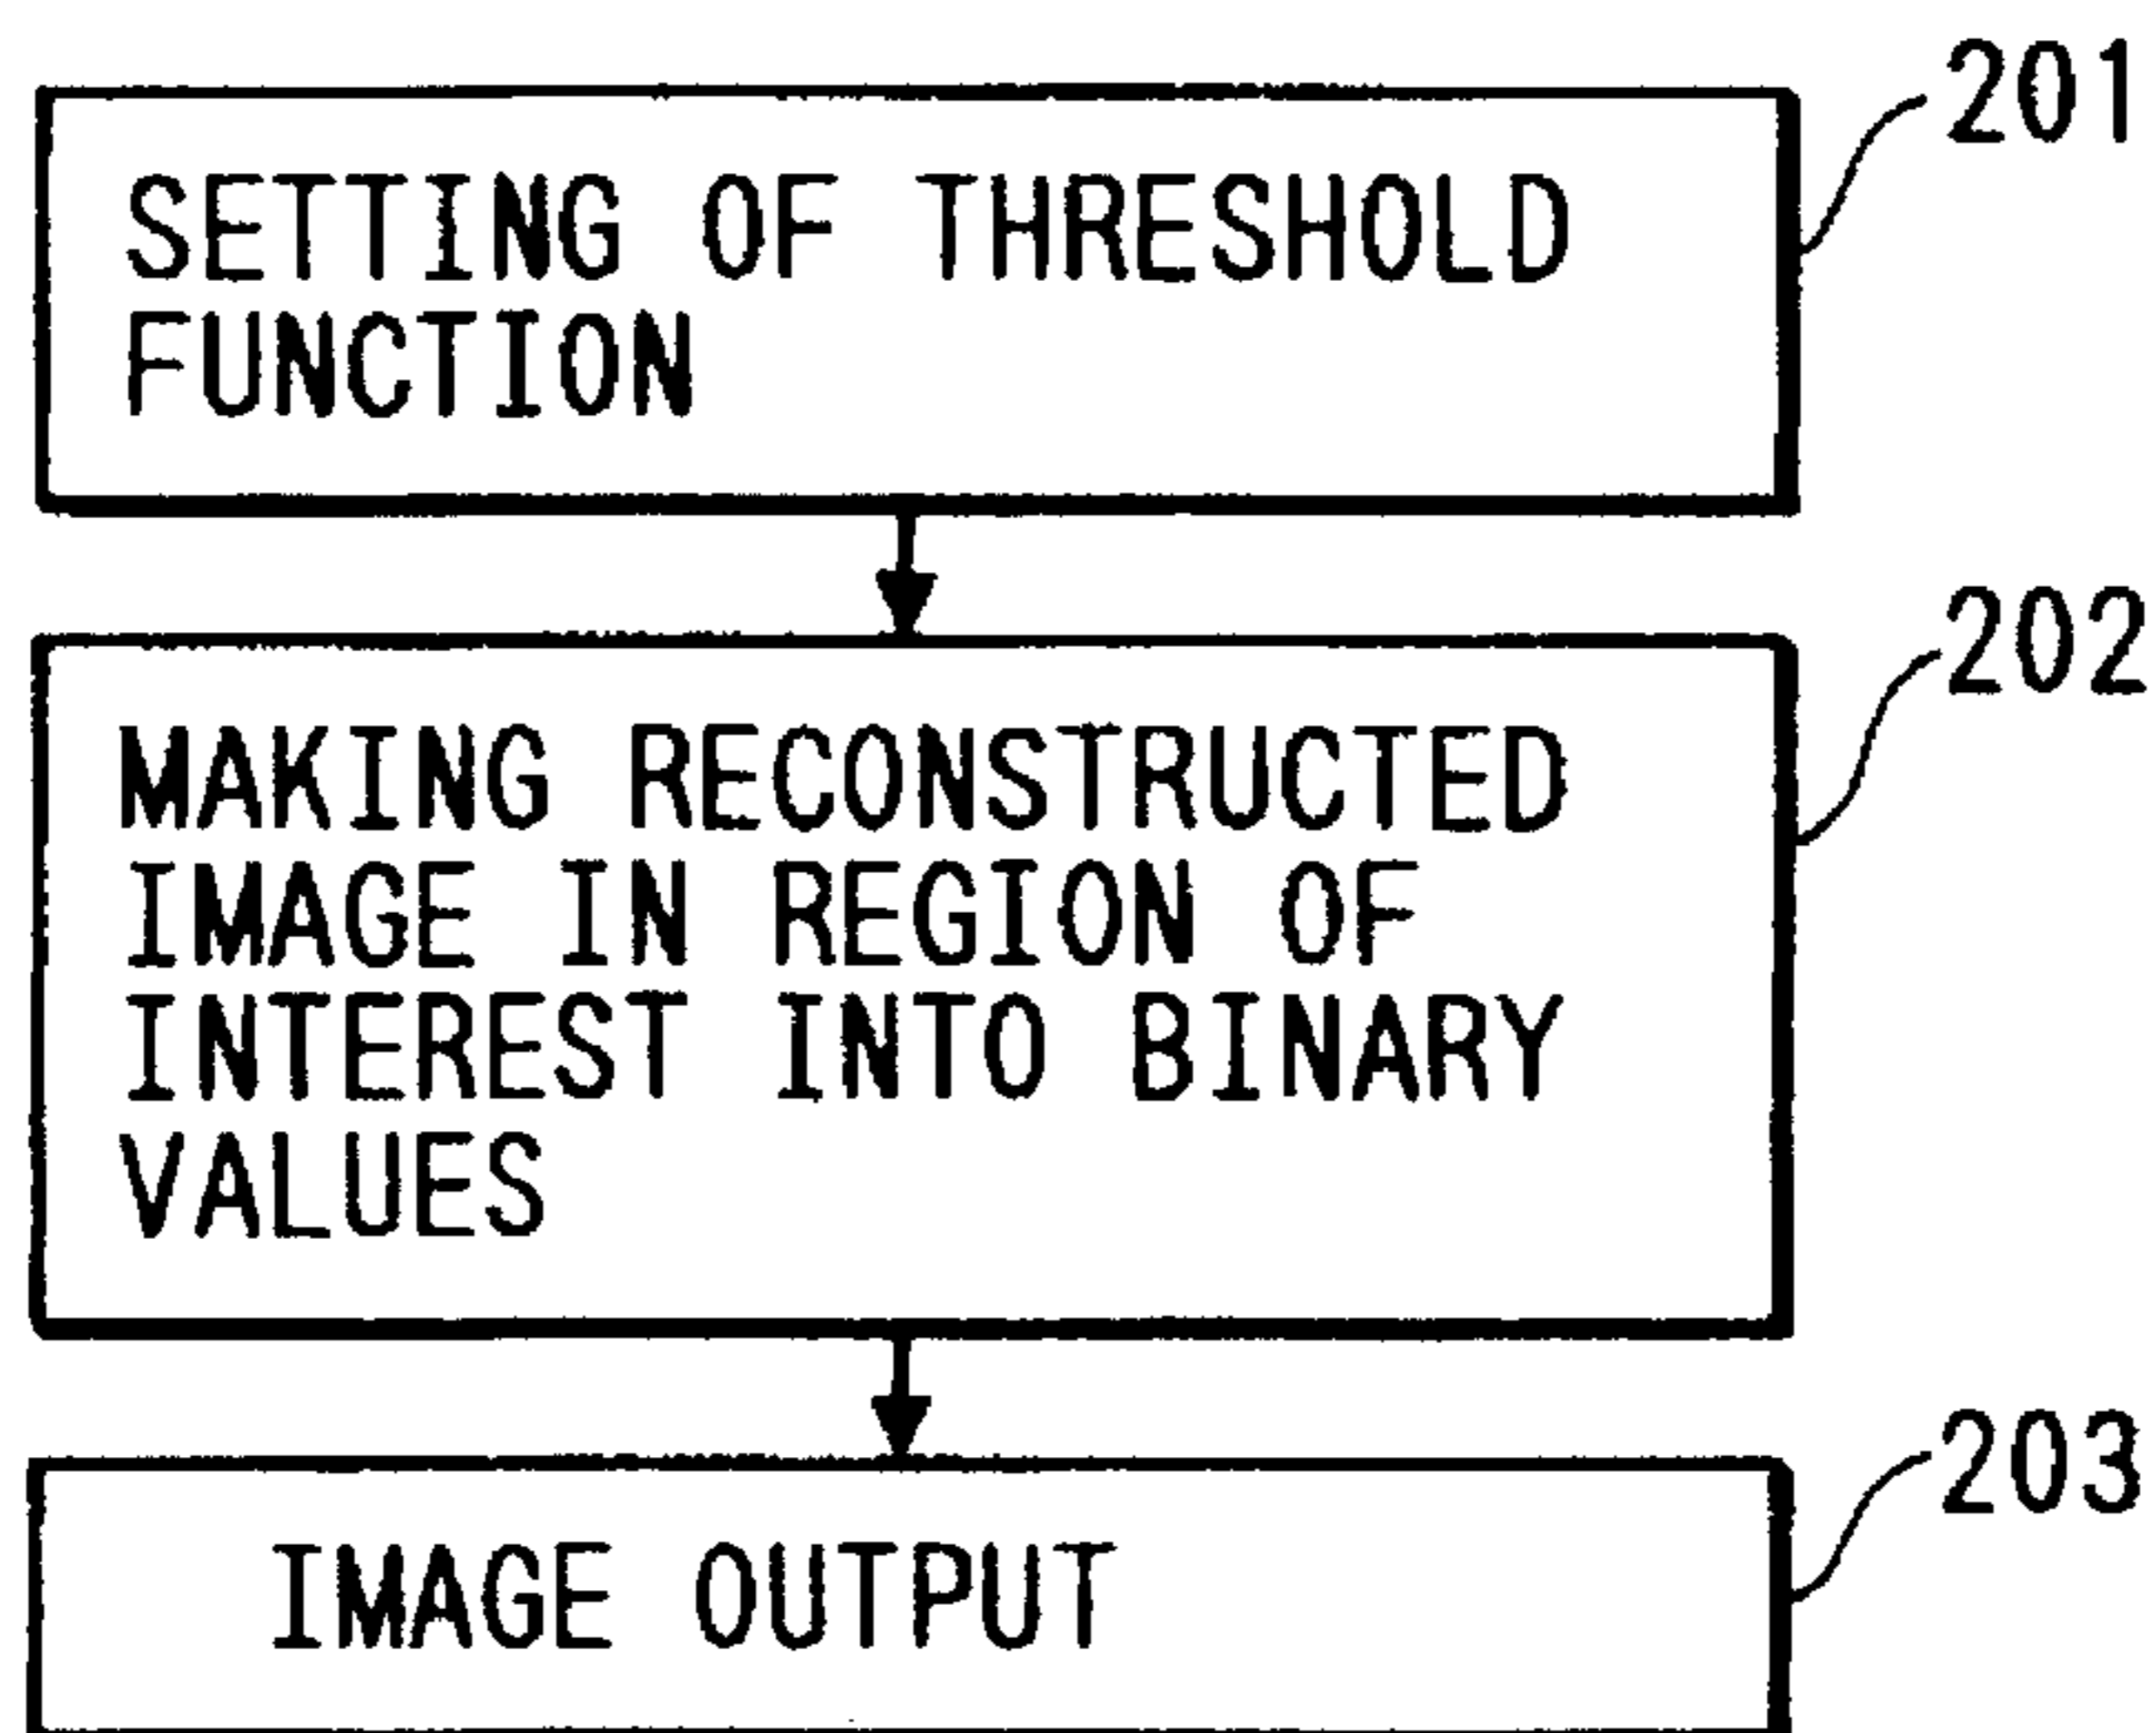 201
SETTING OF THRESHOLD
FUNCTION
202
MAKING RECONSTRUCTED
IMAGE IN REGION OF
INTEREST INTO BINARY
VALUES
203
IMAGE OUTPUT